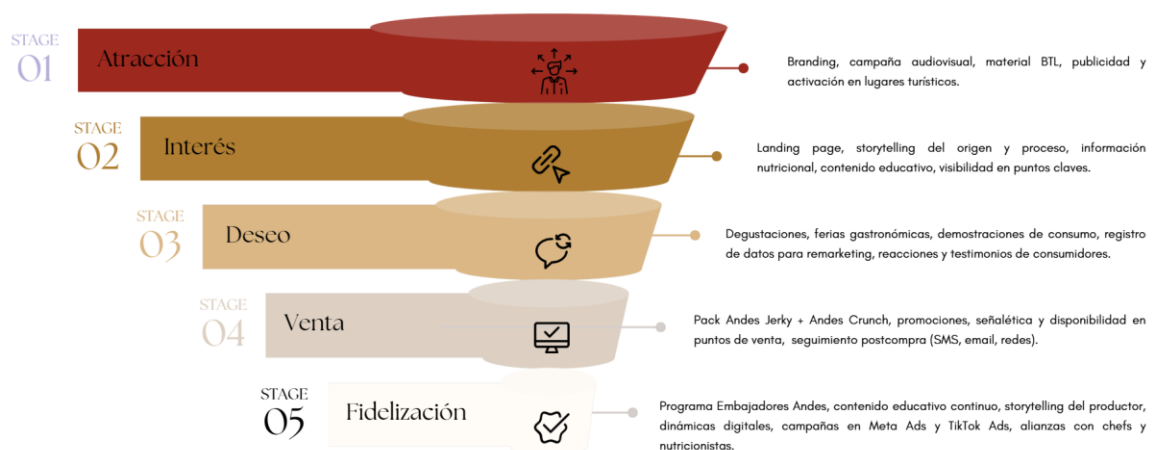 STAGE
01
Atracción
Branding, campaña audiovisual, material BTL, publicidad y
activación en lugares turísticos.
STAGE
02
Interés
Landing page, storytelling del origen y proceso, información
nutricional, contenido educativo, visibilidad en puntos claves.
STAGE
03
Deseo
Degustaciones, ferias gastronómicas, demostraciones de consumo, registro
de datos para remarketing, reacciones y testimonios de consumidores.
STAGE
04
Venta
Pack Andes Jerky + Andes Crunch, promociones, señalética y disponibilidad en
puntos de venta, seguimiento postcompra (SMS, email, redes).
STAGE
05
Fidelización
Programa Embajadores Andes, contenido educativo continuo, storytelling del productor,
dinámicas digitales, campañas en Meta Ads y TikTok Ads, alianzas con chefs y
nutricionistas.